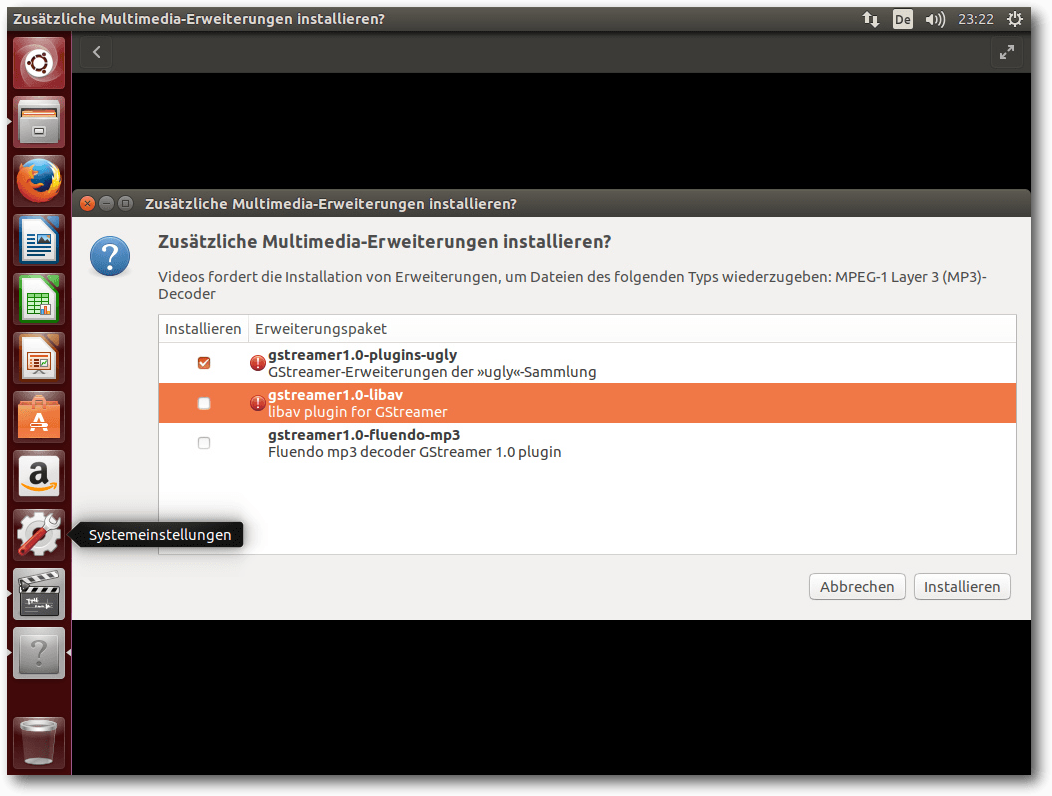 Zusätzliche Multimedia-Erweiterungen installieren?
De
23:22
Zusätzliche Multimedia-Erweiterungen installieren?
Zusätzliche Multimedia-Erweiterungen installieren?
Videos fordert die Installation von Erweiterungen, um Dateien des folgenden Typs wiederzugeben: MPEG-1 Layer 3 (MP3)-
Decoder
Installieren Erweiterungspaket
gstreamer1.0-plugins-ugly
GStreamer-Erweiterungen der »ugly«-Sammlung
gstreamer1.0-libav
libav plugin for GStreamer
gstreamer1.0-fluendo-mp3
Fluendo mp3 decoder GStreamer 1.0 plugin
Systemeinstellungen
Abbrechen
Installieren